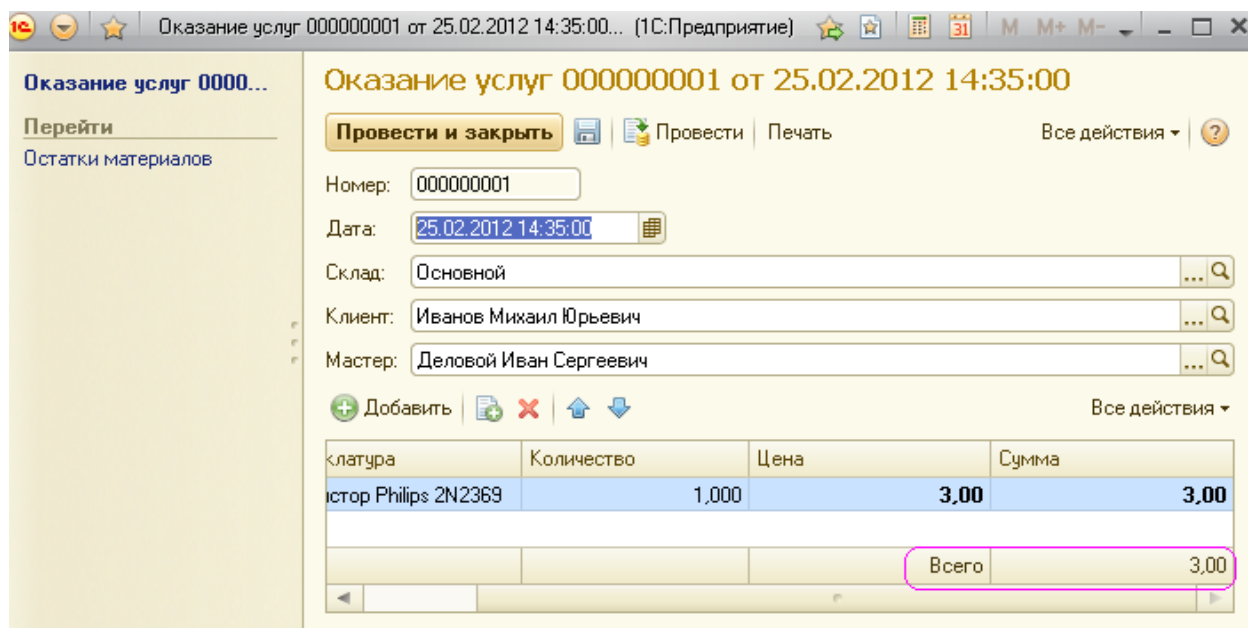 Оказание услуг 000000001 от 25.02.2012 14:35:00... (1С:Предприятие) 31 M M+ M-
Оказание услуг 0000...
Перейти
Остатки материалов
Оказание услуг 000000001 от 25.02.2012 14:35:00
Провести и закрыть Провести Печать Все действия
Номер: 000000001
Дата: 25.02.2012 14:35:00
Склад: Основной ...
Клиент: Иванов Михаил Юрьевич ...
Мастер: Деловой Иван Сергеевич ...
Добавить Все действия
клатура Количество Цена Сумма
истор Philips 2N2369 1,000 3,00 3,00
Всего 3,00